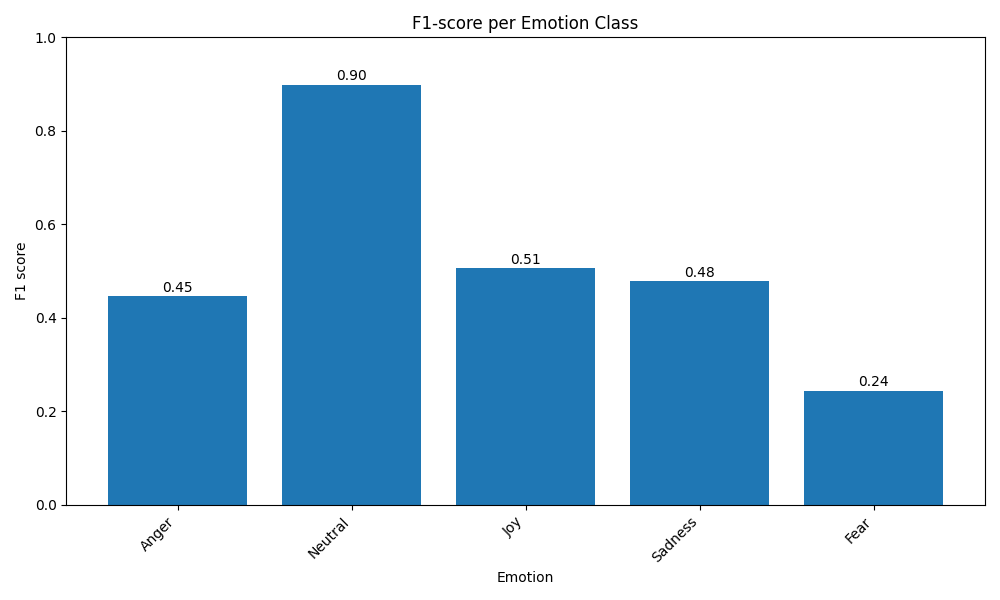 F1-score per Emotion Class
1.0
0.8
0.6
0.4
0.2
0.0
F1 score
0.45
0.90
0.51
0.48
0.24
Anger
Neutral
Joy
Sadness
Fear
Emotion